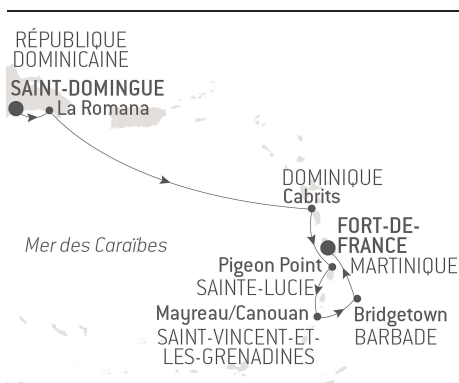 RÉPUBLIQUE
DOMINICAINE
SAINT-DOMINGUE
La Romana
DOMINIQUE
Cabrits
FORT-DE-
FRANCE
MARTINIQUE
Mer des Caraïbes
Pigeon Point
SAINTE-LUCIE
Mayreau/Canouan
SAINT-VINCENT-ET-
LES-GRENADINES
Bridgetown
BARBADE